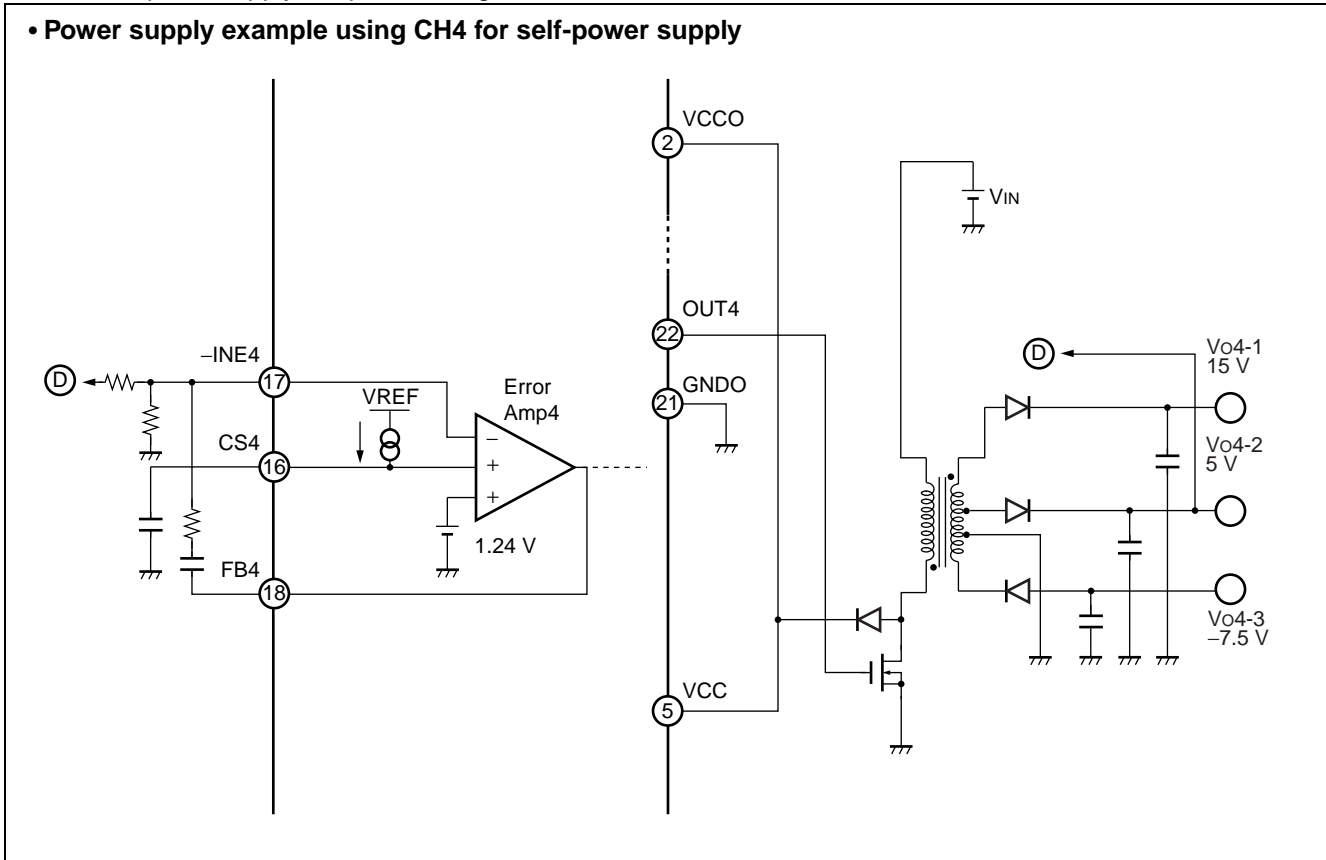 • Power supply example using CH4 for self-power supply
VCCO
2
VIN
OUT4
22
−INE4
D
17
VREF
Error
Amp4
GNDO
21
D
VO4-1
15 V
CS4
16
−
+
+
1.24 V
VO4-2
5 V
FB4
18
VO4-3
−7.5 V
VCC
5